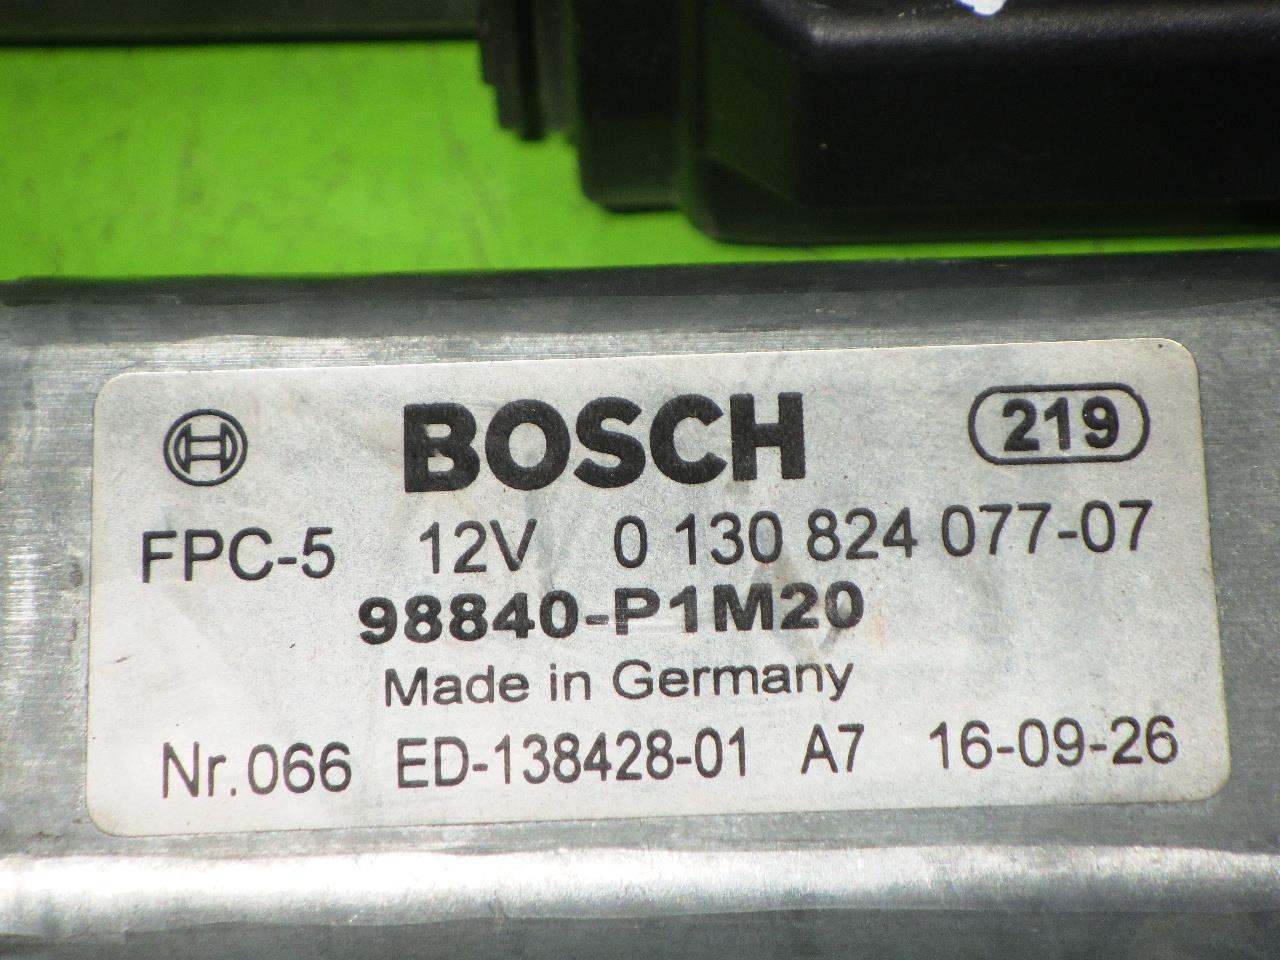 BOSCH 219
FPC-5 12V 0 130 824 077-07
98840-P1M20
Made in Germany
Nr.066 ED-138428-01 A7 16-09-26